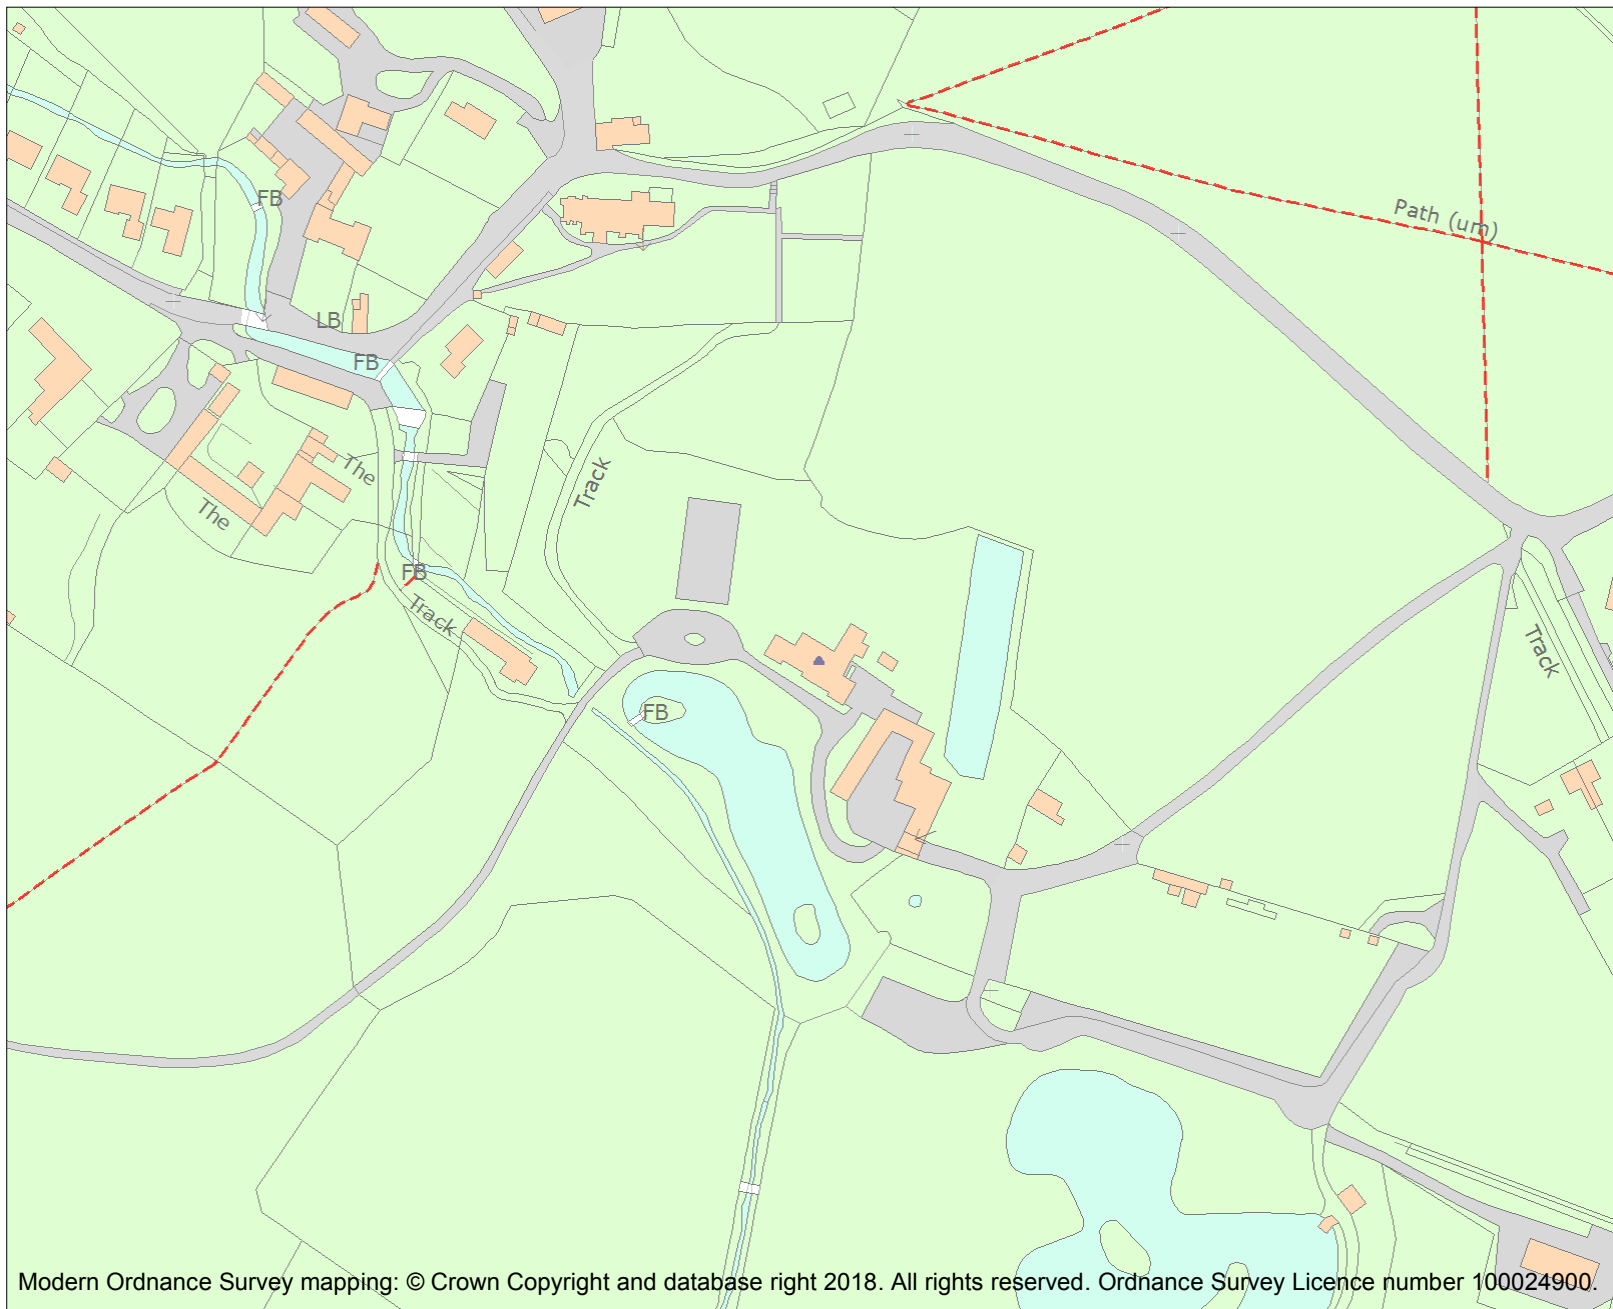 FB
Path (um)
LB
FB
The
Track
The
FB
Track
Track
FB
Modern Ordnance Survey mapping: © Crown Copyright and database right 2018. All rights reserved. Ordnance Survey Licence number 100024900.